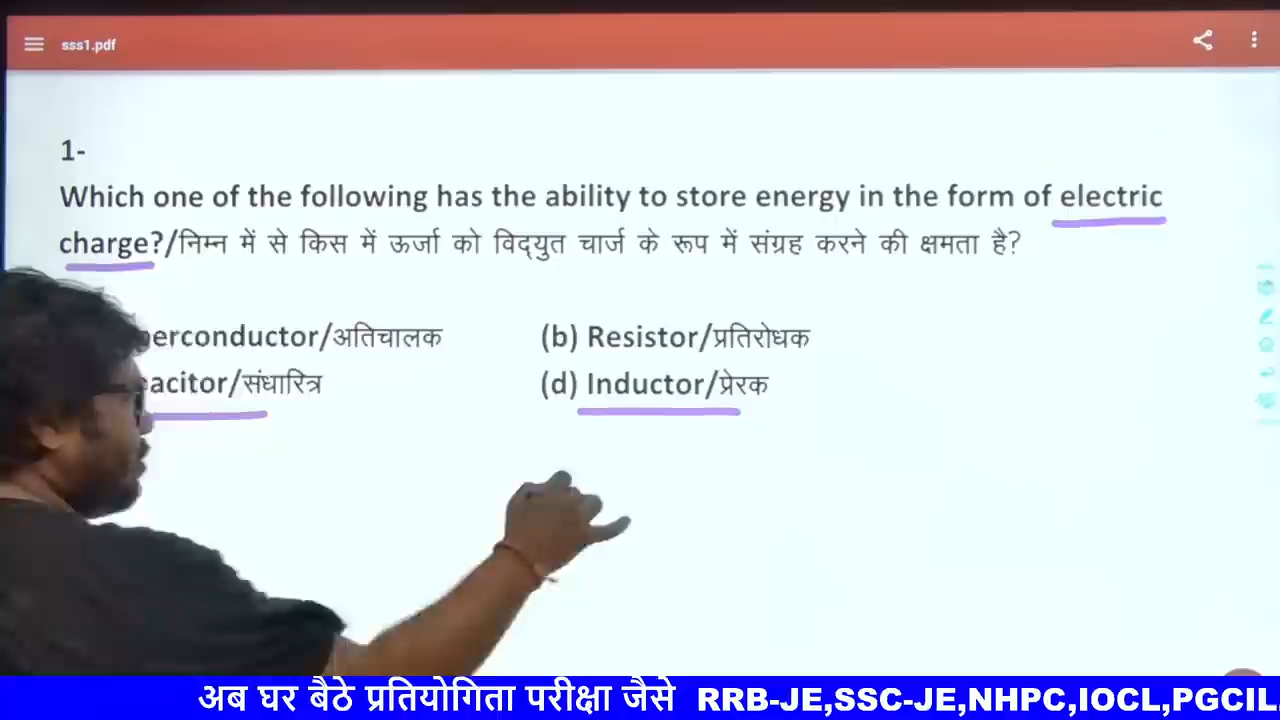 sss1.pdf
1-
Which one of the following has the ability to store energy in the form of electric
charge?/निम्न में से किस में ऊर्जा को विद्युत चार्ज के रूप में संग्रह करने की क्षमता है?
perconductor/अतिचालक (b) Resistor/प्रतिरोधक
acitor/संधारित्र (d) Inductor/प्रेरक
अब घर बैठे प्रतियोगिता परीक्षा जैसे RRB-JE,SSC-JE,NHPC,IOCL,PGCIL